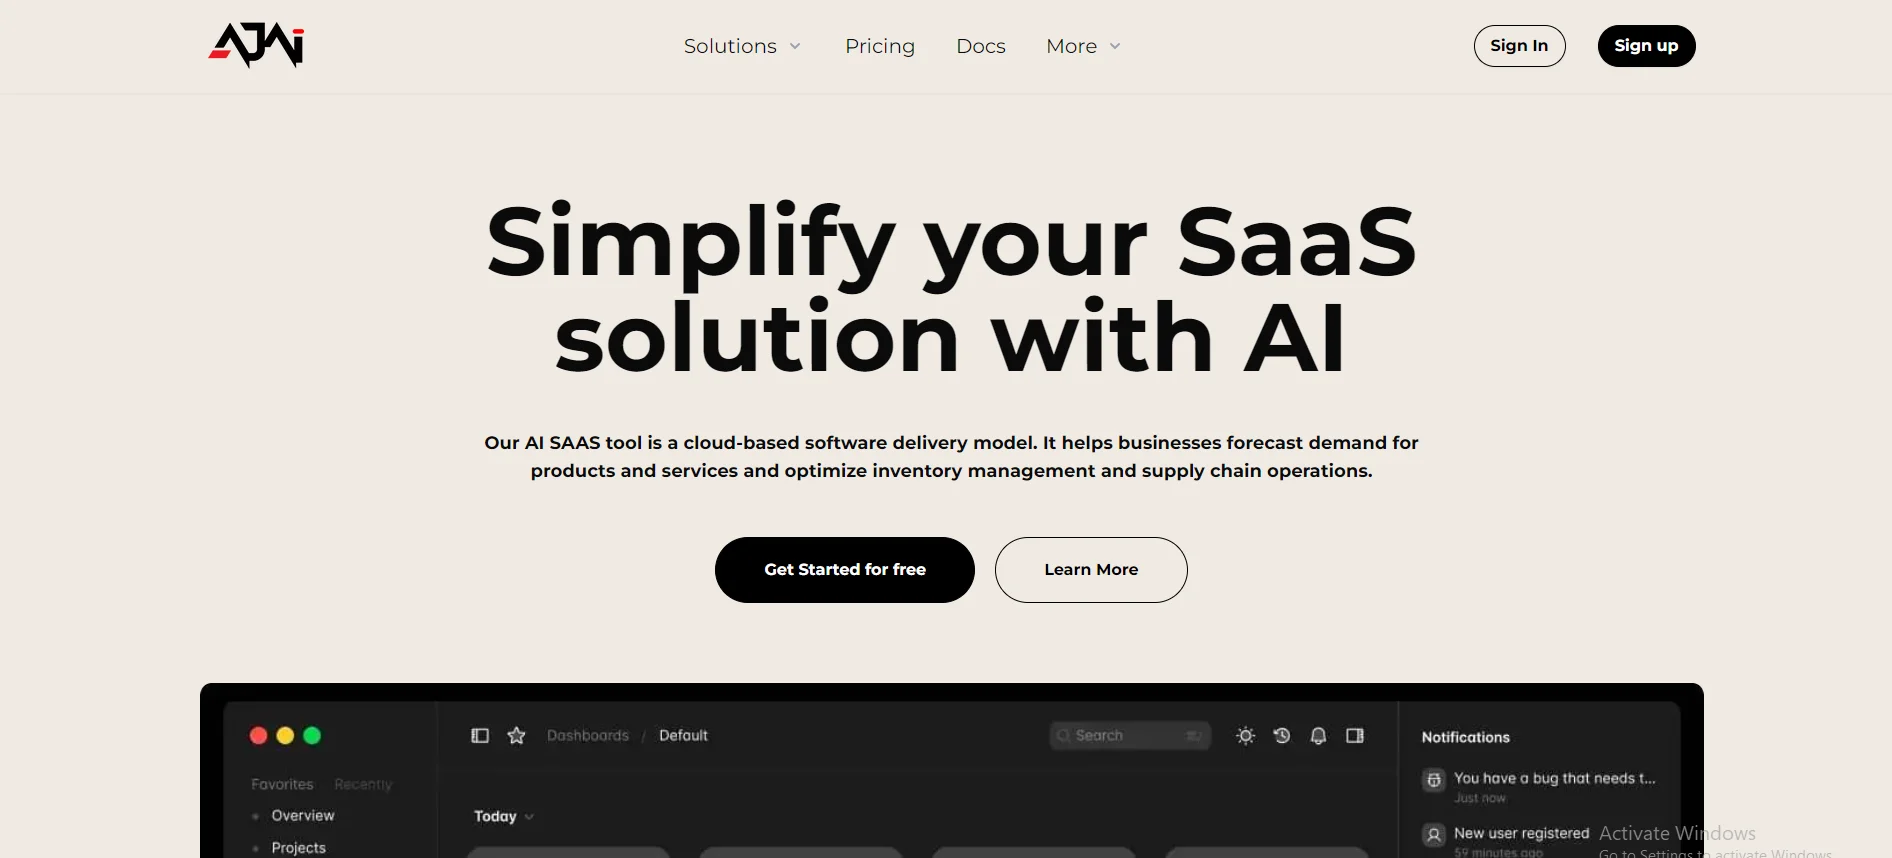 AJAi
Solutions Pricing Docs More
Sign In Sign up
Simplify your SaaS
solution with AI
Our AI SAAS tool is a cloud-based software delivery model. It helps businesses forecast demand for
products and services and optimize inventory management and supply chain operations.
Get Started for free Learn More
Dashboards / Default
Search
Notifications
Favorites Recently
You have a bug that needs t...
Just now
Overview
Today
New user registered
59 minutes ago
Projects
Activate Windows
Go to Settings to activate Windows.